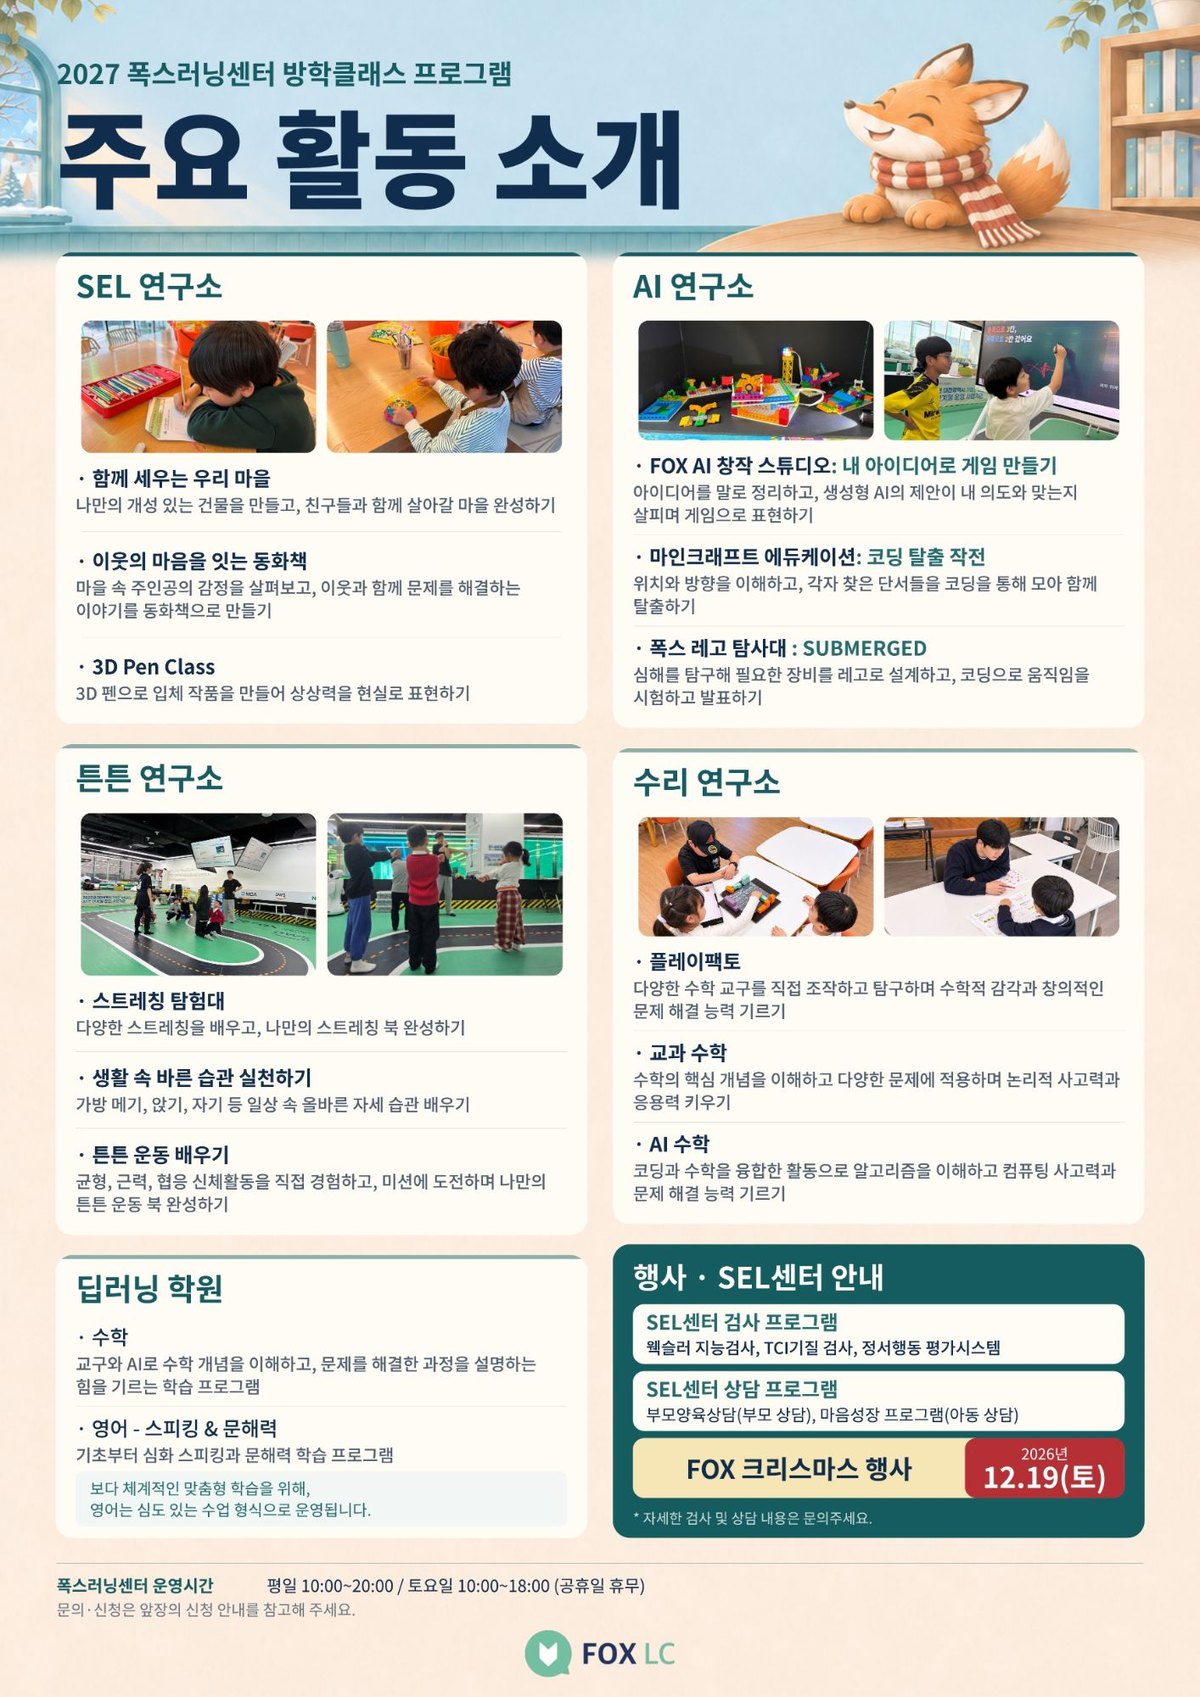 2027 폭스러닝센터 방학클래스 프로그램
주요 활동 소개
SEL 연구소
· 함께 세우는 우리 마을
나만의 개성 있는 건물을 만들고, 친구들과 함께 살아갈 마을 완성하기
· 이웃의 마음을 잇는 동화책
마을 속 주인공의 감정을 살펴보고, 이웃과 함께 문제를 해결하는
이야기를 동화책으로 만들기
· 3D Pen Class
3D 펜으로 입체 작품을 만들어 상상력을 현실로 표현하기
AI 연구소
· FOX AI 창작 스튜디오: 내 아이디어로 게임 만들기
아이디어를 말로 정리하고, 생성형 AI의 제안이 내 의도와 맞는지
살피며 게임으로 표현하기
· 마인크래프트 에듀케이션: 코딩 탈출 작전
위치와 방향을 이해하고, 각자 찾은 단서들을 코딩을 통해 모아 함께
탈출하기
· 폭스 레고 탐사대 : SUBMERGED
심해를 탐구해 필요한 장비를 레고로 설계하고, 코딩으로 움직임을
시험하고 발표하기
튼튼 연구소
· 스트레칭 탐험대
다양한 스트레칭을 배우고, 나만의 스트레칭 북 완성하기
· 생활 속 바른 습관 실천하기
가방 메기, 앉기, 자기 등 일상 속 올바른 자세 습관 배우기
· 튼튼 운동 배우기
균형, 근력, 협응 신체활동을 직접 경험하고, 미션에 도전하며 나만의
튼튼 운동 북 완성하기
수리 연구소
· 플레이팩토
다양한 수학 교구를 직접 조작하고 탐구하며 수학적 감각과 창의적인
문제 해결 능력 기르기
· 교과 수학
수학의 핵심 개념을 이해하고 다양한 문제에 적용하며 논리적 사고력과
응용력 키우기
· AI 수학
코딩과 수학을 융합한 활동으로 알고리즘을 이해하고 컴퓨팅 사고력과
문제 해결 능력 기르기
딥러닝 학원
· 수학
교구와 AI로 수학 개념을 이해하고, 문제를 해결한 과정을 설명하는
힘을 기르는 학습 프로그램
· 영어 - 스피킹 & 문해력
기초부터 심화 스피킹과 문해력 학습 프로그램
보다 체계적인 맞춤형 학습을 위해,
영어는 심도 있는 수업 형식으로 운영됩니다.
행사 · SEL센터 안내
SEL센터 검사 프로그램
웩슬러 지능검사, TCI기질 검사, 정서행동 평가시스템
SEL센터 상담 프로그램
부모양육상담(부모 상담), 마음성장 프로그램(아동 상담)
FOX 크리스마스 행사
2026년
12.19(토)
* 자세한 검사 및 상담 내용은 문의주세요.
폭스러닝센터 운영시간 평일 10:00~20:00 / 토요일 10:00~18:00 (공휴일 휴무)
문의·신청은 앞장의 신청 안내를 참고해 주세요.
FOX LC